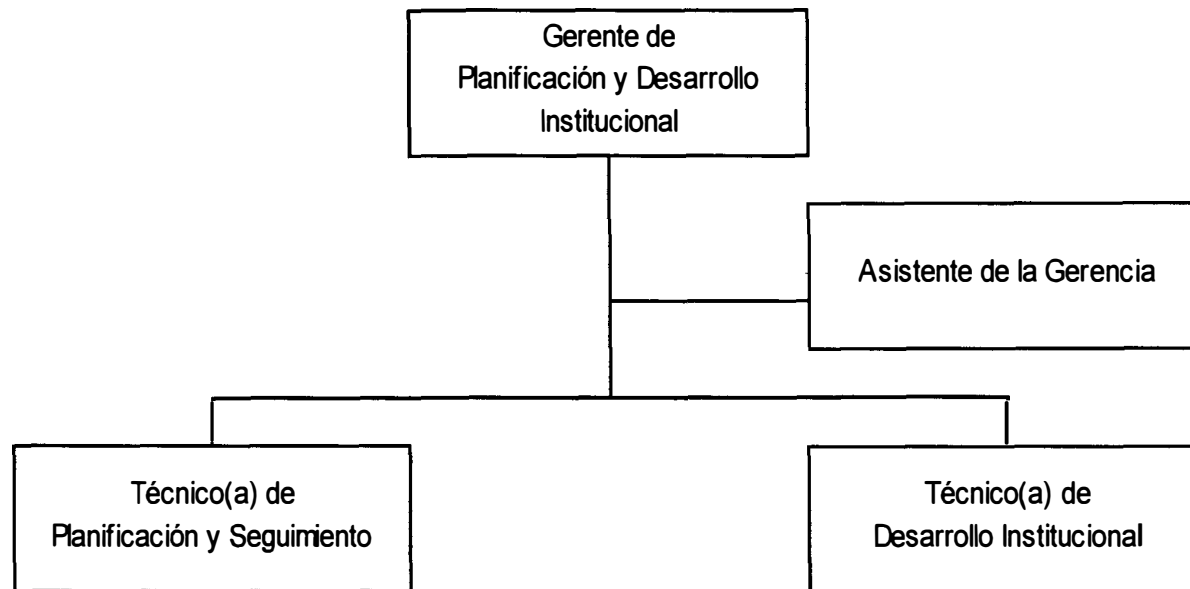 Gerente de
Planificación y Desarrollo
Institucional
Asistente de la Gerencia
Técnico(a) de
Planificación y Seguimiento
Técnico(a) de
Desarrollo Institucional